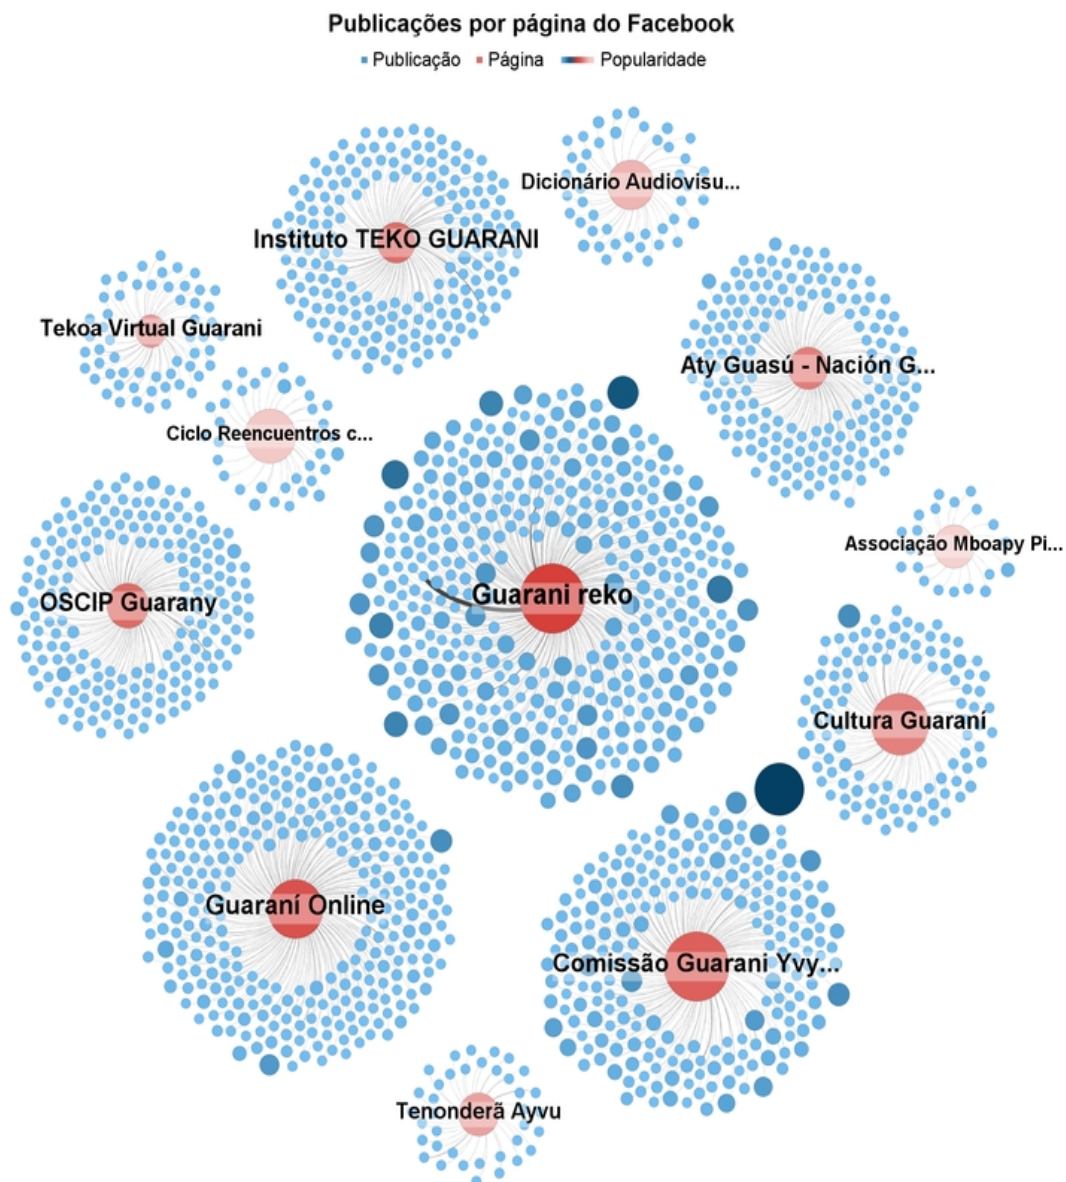 Publicações por página do Facebook
Publicação Página Popularidade
Dicionário Audiovisu...
Instituto TEKO GUARANI
Tekoa Virtual Guarani
Aty Guasú - Nación G...
Ciclo Reencuentros c...
Associação Mboapy Pi...
Guarani reko
OSCIP Guarany
Cultura Guaraní
Guaraní Online
Comissão Guarani Yvy...
Tenonderã Ayvu